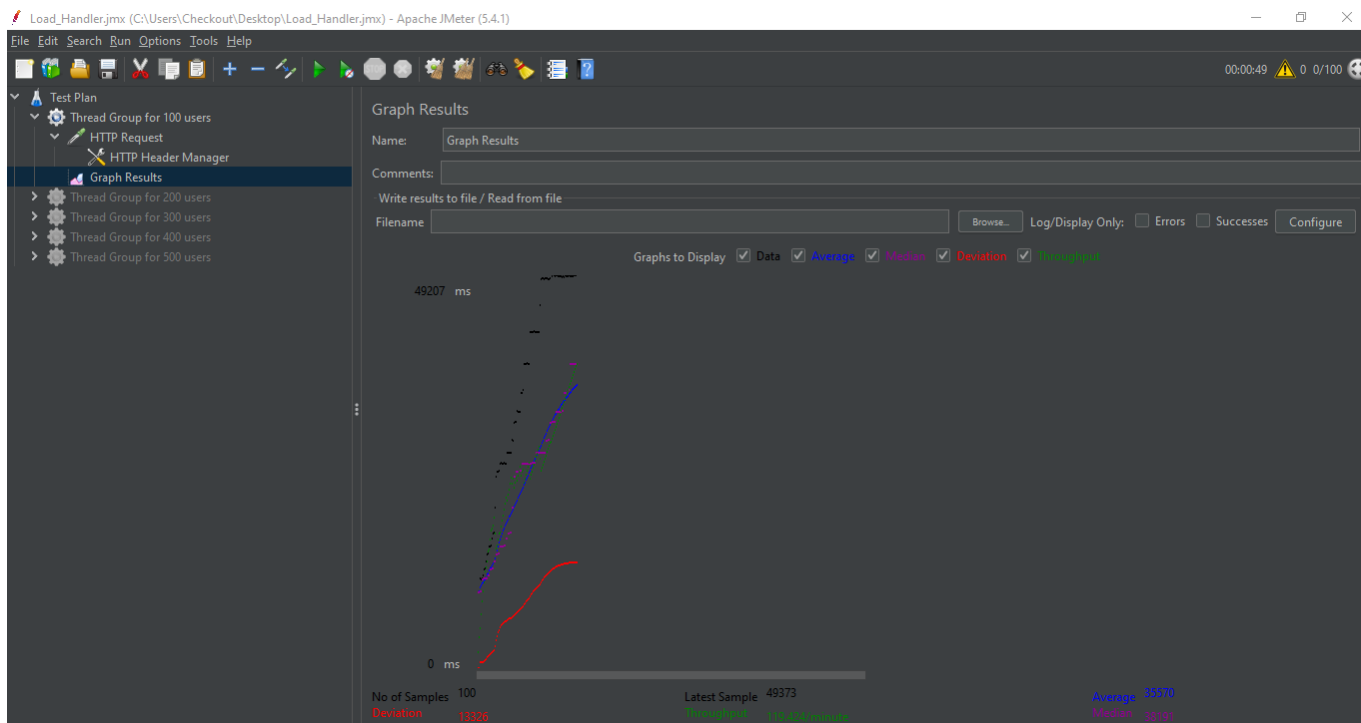 Load_Handler.jmx (C:\Users\Checkout\Desktop\Load_Handler.jmx) - Apache JMeter (5.4.1)
File Edit Search Run Options Tools Help
00:00:49 0 0/100
Test Plan
Thread Group for 100 users
HTTP Request
HTTP Header Manager
Graph Results
Thread Group for 200 users
Thread Group for 300 users
Thread Group for 400 users
Thread Group for 500 users
Graph Results
Name: Graph Results
Comments:
Write results to file / Read from file
Filename Browse... Log/Display Only: Errors Successes Configure
Graphs to Display Data Average Median Deviation Throughput
49207 ms
0 ms
No of Samples 100 Latest Sample 49373 Average 35570
Deviation 13326 Throughput 119.424/minute Median